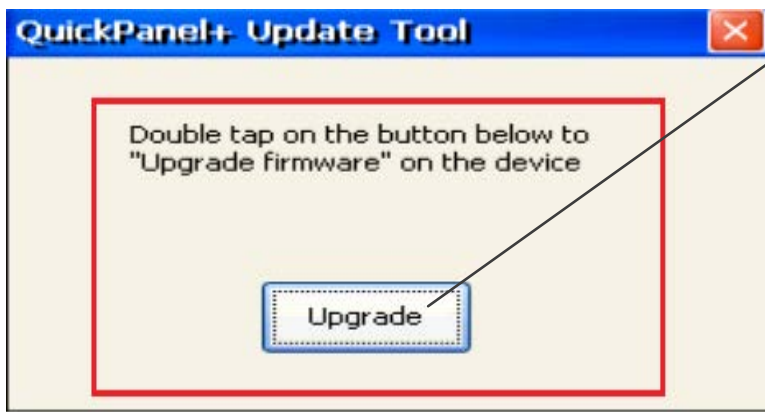 QuickPanel+ Update Tool
Double tap on the button below to
"Upgrade firmware" on the device
Upgrade